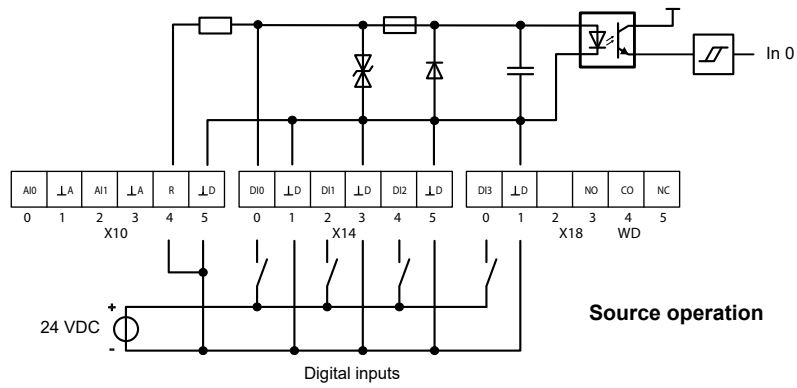 In 0
AI0 ⊥A AI1 ⊥A R ⊥D DI0 ⊥D DI1 ⊥D DI2 ⊥D DI3 ⊥D NO CO NC
0 1 2 3 4 5 0 1 2 3 4 5 0 1 2 3 4 5
X10 X14 X18 WD
+
Source operation
24 VDC
-
Digital inputs